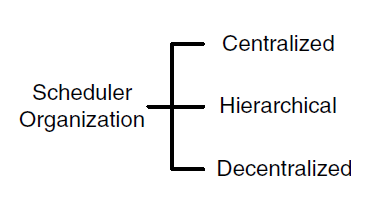 Centralized
Scheduler
Organization
Hierarchical
Decentralized